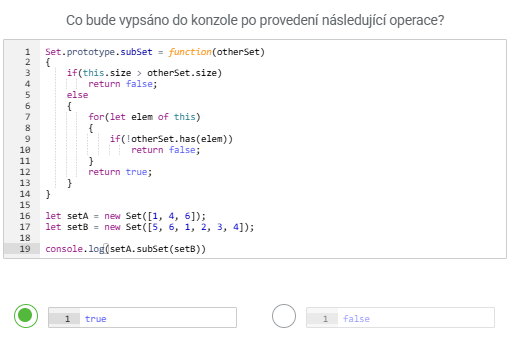 Co bude vypsáno do konzole po provedení následující operace?
1 Set.prototype.subSet = function(otherSet)
2 {
3 if(this.size > otherSet.size)
4 return false;
5 else
6 {
7 for(let elem of this)
8 {
9 if(!otherSet.has(elem))
10 return false;
11 }
12 return true;
13 }
14 }
15
16 let setA = new Set([1, 4, 6]);
17 let setB = new Set([5, 6, 1, 2, 3, 4]);
18
19 console.log(setA.subSet(setB))
1 true
1 false